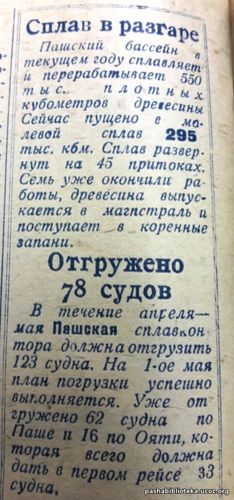 Сплав в разгаре
Пашский бассейн в
текущем году сплавляет
и перерабатывает 550
тыс. плотных
кубометров древесины
Сейчас пущено в мо-
левой сплав 295
тыс. кбм. Сплав развер-
нут на 45 притоках.
Семь уже окончили ра-
боты, древесина выпус-
кается в магистраль и
поступает в коренные
запани.
Отгружено
78 судов
В течение апреля—
мая Пашская сплавкон-
тора должна отгрузить
123 судна. На 1-ое мая
план погрузки успешно
выполняется. Уже от-
гружено 62 судна по
Паше и 16 по Ояти, ко-
торая всего должна
дать в первом рейсе 33
судна.
pashabiblioteka.ucoz.org